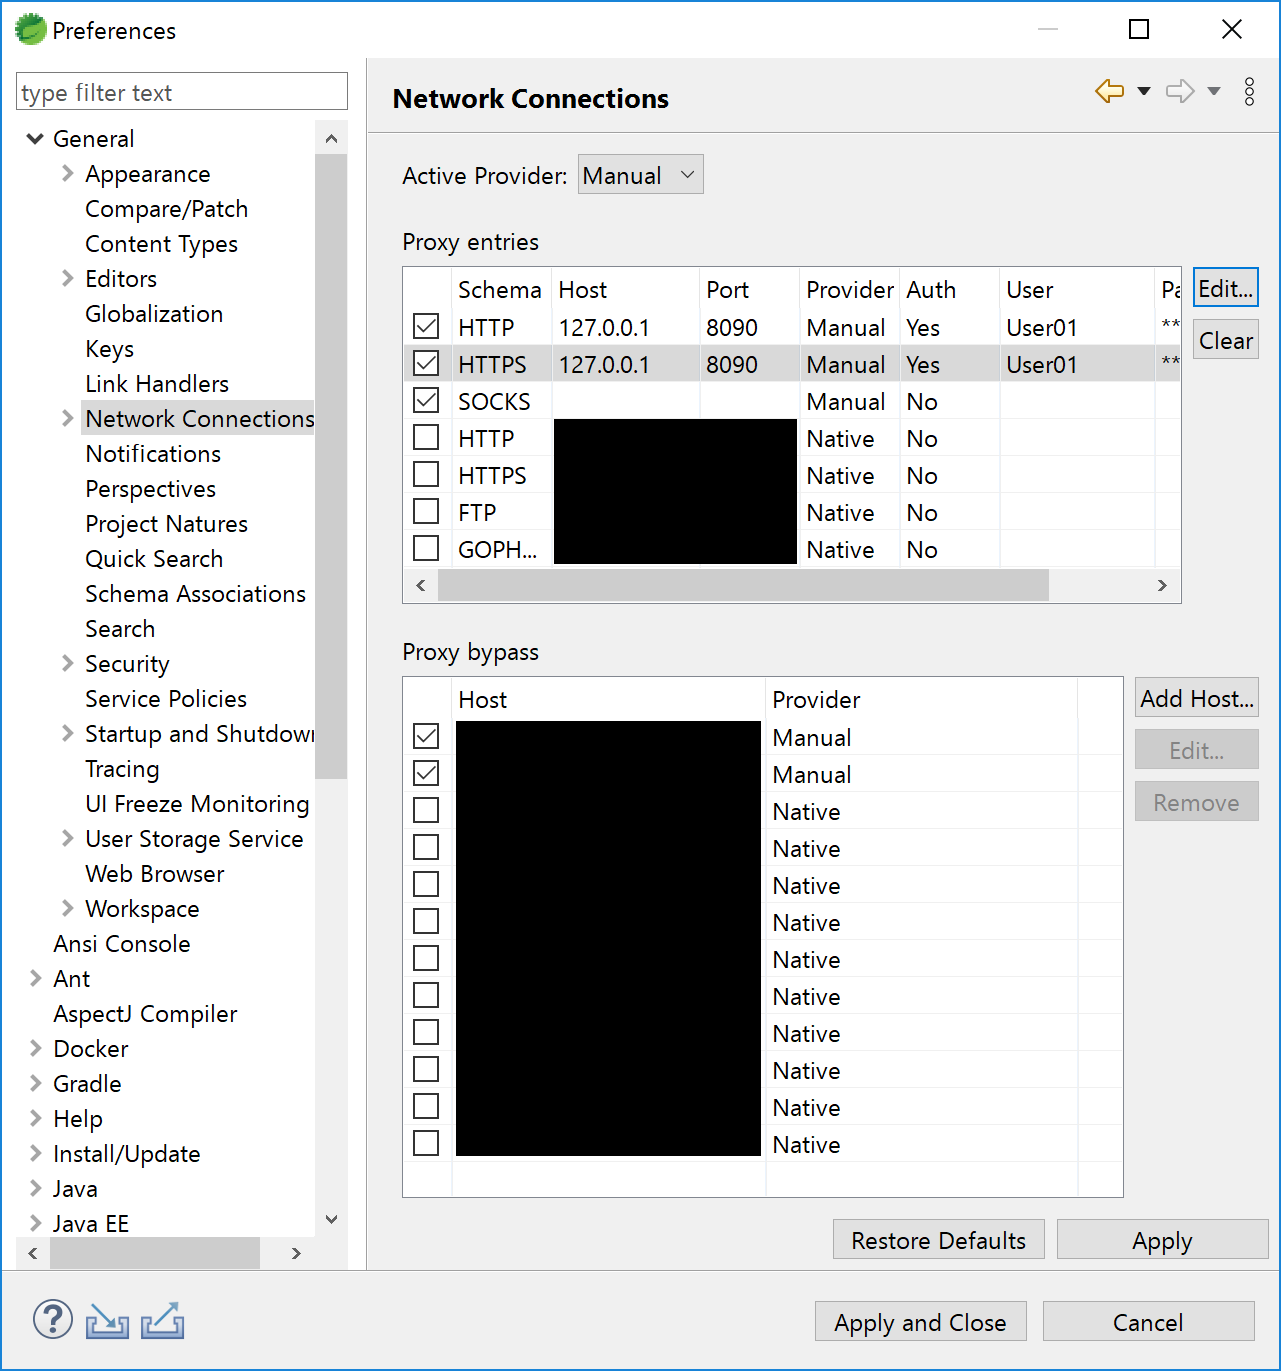 Preferences
type filter text
General
Appearance
Compare/Patch
Content Types
Editors
Globalization
Keys
Link Handlers
Network Connections
Notifications
Perspectives
Project Natures
Quick Search
Schema Associations
Search
Security
Service Policies
Startup and Shutdown
Tracing
UI Freeze Monitoring
User Storage Service
Web Browser
Workspace
Ansi Console
Ant
AspectJ Compiler
Docker
Gradle
Help
Install/Update
Java
Java EE
Network Connections
Active Provider: Manual
Proxy entries
Schema Host Port Provider Auth User Pa
HTTP 127.0.0.1 8090 Manual Yes User01 **
HTTPS 127.0.0.1 8090 Manual Yes User01 **
SOCKS Manual No
HTTP Native No
HTTPS Native No
FTP Native No
GOPH... Native No
Edit...
Clear
Proxy bypass
Host Provider
Manual
Manual
Native
Native
Native
Native
Native
Native
Native
Native
Native
Native
Add Host...
Edit...
Remove
Restore Defaults Apply
? Apply and Close Cancel